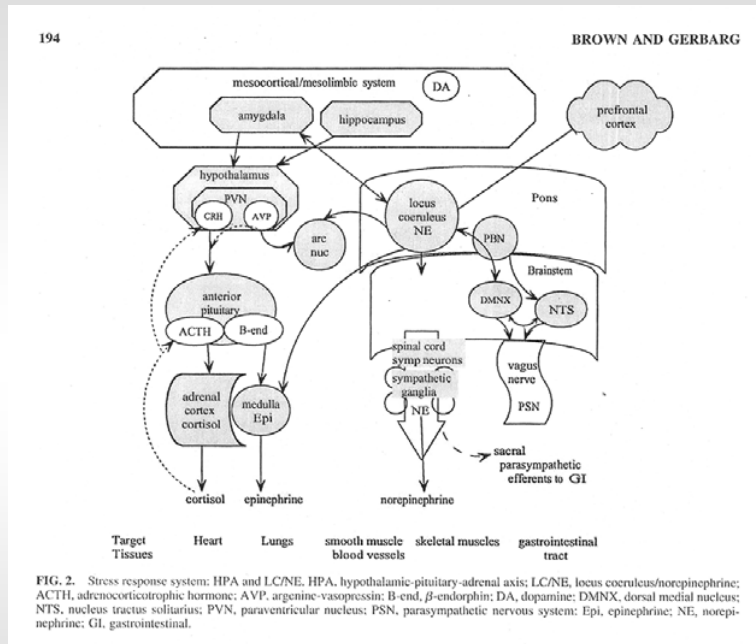 194
BROWN AND GERBARG
mesocortical/mesolimbic system
DA
amygdala
hippocampus
prefrontal
cortex
hypothalamus
PVN
CRH
AVP
arc
nuc
locus
coeruleus
NE
Pons
PBN
Brainstem
DMNX
NTS
anterior
pituitary
ACTH
B-end
spinal cord
symp neurons
sympathetic
ganglia
NE
vagus
nerve
PSN
adrenal
cortex
cortisol
medulla
Epi
sacral
parasympathetic
efferents to GI
cortisol
epinephrine
norepinephrine
Target
Tissues
Heart
Lungs
smooth muscle
blood vessels
skeletal muscles
gastrointestinal
tract
FIG. 2. Stress response system: HPA and LC/NE. HPA, hypothalamic-pituitary-adrenal axis; LC/NE, locus coeruleus/norepinephrine;
ACTH, adrenocorticotrophic hormone; AVP, argenine-vasopressin; B-end, β-endorphin; DA, dopamine; DMNX, dorsal medial nucleus;
NTS, nucleus tractus solitarius; PVN, paraventricular nucleus; PSN, parasympathetic nervous system; Epi, epinephrine; NE, norepi-
nephrine; GI, gastrointestinal.